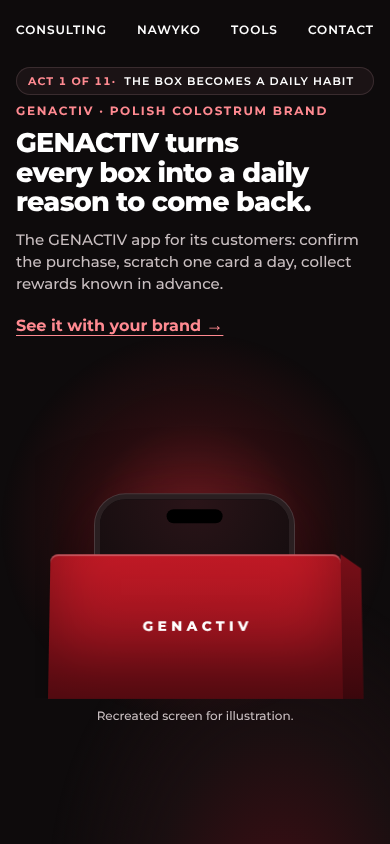 CONSULTING NAWYKO TOOLS CONTACT
ACT 1 OF 11· THE BOX BECOMES A DAILY HABIT
GENACTIV · POLISH COLOSTRUM BRAND
GENACTIV turns
every box into a daily
reason to come back.
The GENACTIV app for its customers: confirm
the purchase, scratch one card a day, collect
rewards known in advance.
See it with your brand →
GENACTIV
Recreated screen for illustration.